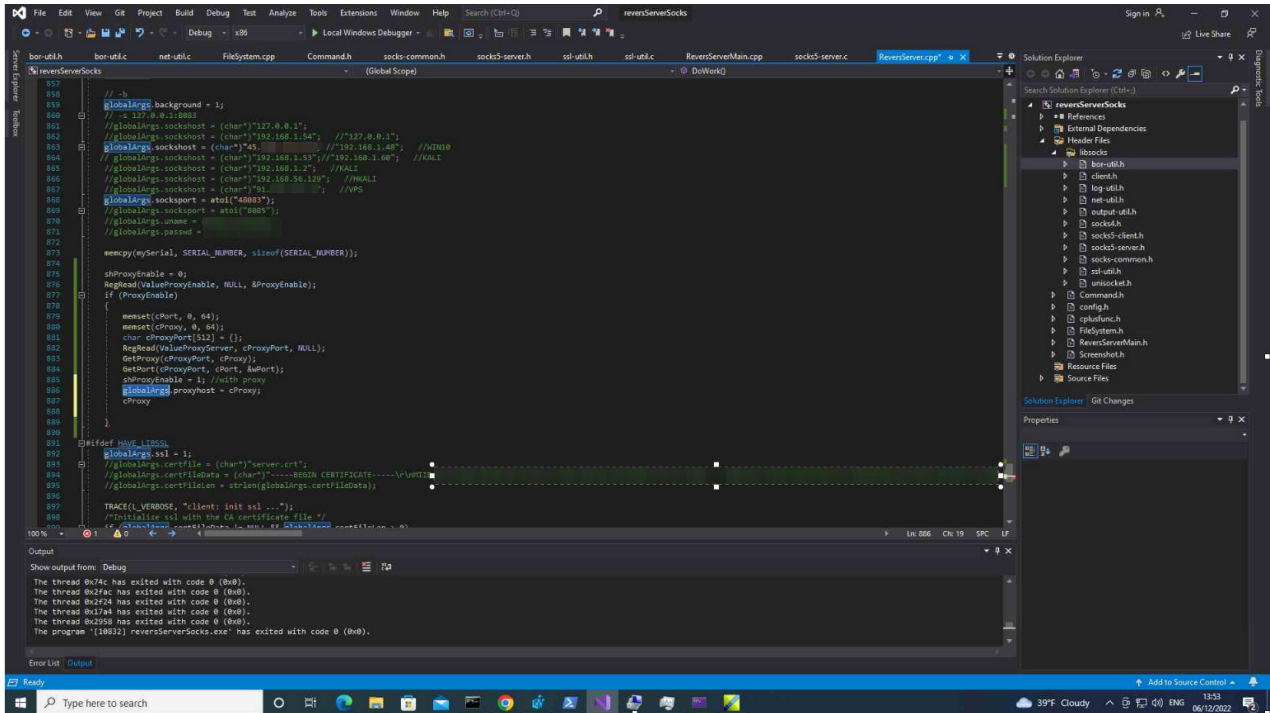 File Edit View Git Project Build Debug Test Analyze Tools Extensions Window Help Search (Ctrl+Q) reversServerSocks Sign in
Debug x86 Local Windows Debugger Live Share
bor-util.h bor-util.c net-util.c FileSystem.cpp Command.h socks-common.h socks5-server.h ssl-util.h ssl-util.c ReversServerMain.cpp socks5-server.c ReversServer.cpp*
reversServerSocks (Global Scope) DoWork()
Server Explorer
Toolbox
857
858 // -b
859 globalArgs.background = 1;
860 // -s 127.0.0.1:8083
861 //globalArgs.sockshost = (char*)"127.0.0.1";
862 //globalArgs.sockshost = (char*)"192.168.1.54"; //"127.0.0.1";
863 globalArgs.sockshost = (char*)"45. //"192.168.1.48"; //WIN10
864 // globalArgs.sockshost = (char*)"192.168.1.53";//"192.168.1.60"; //KALI
865 //globalArgs.sockshost = (char*)"192.168.1.2"; //KALI
866 //globalArgs.sockshost = (char*)"192.168.56.129"; //HKALI
867 //globalArgs.sockshost = (char*)"91. "; //VPS
868 globalArgs.socksport = atoi("48083");
869 //globalArgs.socksport = atoi("8085");
870 //globalArgs.uname =
871 //globalArgs.passwd =
872
873 memcpy(mySerial, SERIAL_NUMBER, sizeof(SERIAL_NUMBER));
874
875 shProxyEnable = 0;
876 RegRead(ValueProxyEnable, NULL, &ProxyEnable);
877 if (ProxyEnable)
878 {
879 memset(cPort, 0, 64);
880 memset(cProxy, 0, 64);
881 char cProxyPort[512] = {};
882 RegRead(ValueProxyServer, cProxyPort, NULL);
883 GetProxy(cProxyPort, cProxy);
884 GetPort(cProxyPort, cPort, &wPort);
885 shProxyEnable = 1; //with proxy
886 globalArgs.proxyhost = cProxy;
887 cProxy
888
889 }
890
891 #ifdef HAVE_LIBSSL
892 globalArgs.ssl = 1;
893 //globalArgs.certfile = (char*)"server.crt";
894 //globalArgs.certFileData = (char*)"-----BEGIN CERTIFICATE-----\r\nMII
895 //globalArgs.certFileLen = strlen(globalArgs.certFileData);
896
897 TRACE(L_VERBOSE, "client: init ssl ...");
898 /*Initialize ssl with the CA certificate file */
899 if (globalArgs.certFileData != NULL && globalArgs.certFileLen > 0)
100 % 1 0 Ln: 886 Ch: 19 SPC LF
Output
Show output from: Debug
The thread 0x74c has exited with code 0 (0x0).
The thread 0x2fac has exited with code 0 (0x0).
The thread 0x2f24 has exited with code 0 (0x0).
The thread 0x17a4 has exited with code 0 (0x0).
The thread 0x2958 has exited with code 0 (0x0).
The program '[10832] reversServerSocks.exe' has exited with code 0 (0x0).
Error List Output
Solution Explorer
Search Solution Explorer (Ctrl+;)
reversServerSocks
References
External Dependencies
Header Files
libsocks
bor-util.h
client.h
log-util.h
net-util.h
output-util.h
socks4.h
socks5-client.h
socks5-server.h
socks-common.h
ssl-util.h
unisocket.h
Command.h
config.h
cplusfunc.h
FileSystem.h
ReversServerMain.h
Screenshot.h
Resource Files
Source Files
Solution Explorer Git Changes
Properties
Diagnostic Tools
Ready Add to Source Control
Type here to search 39°F Cloudy ENG 13:53
06/12/2022